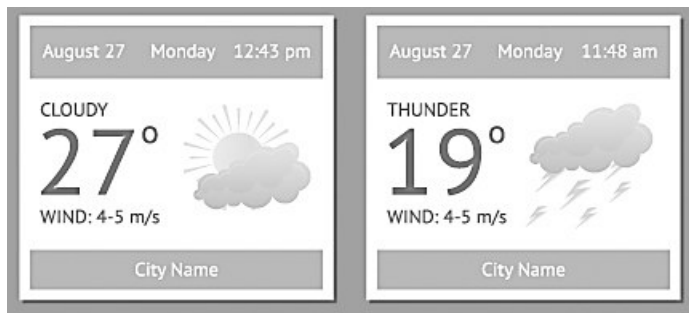 August 27 Monday 12:43 pm
CLOUDY
27°
WIND: 4-5 m/s
City Name
August 27 Monday 11:48 am
THUNDER
19°
WIND: 4-5 m/s
City Name